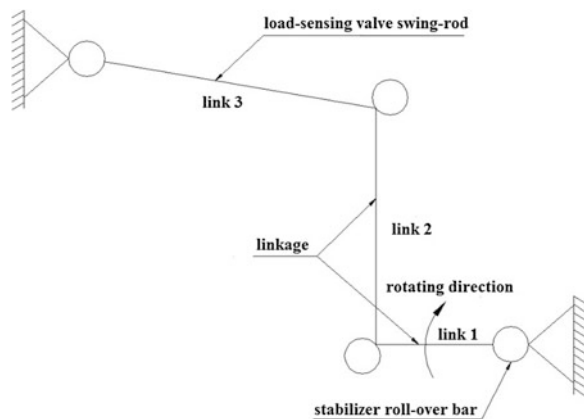 load-sensing valve swing-rod
link 3
link 2
linkage
rotating direction
link 1
stabilizer roll-over bar